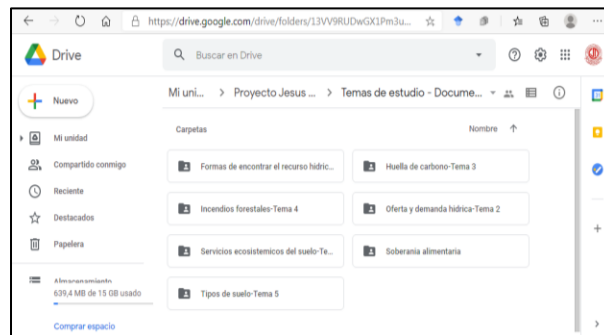 https://drive.google.com/drive/folders/13VV9RUDwGX1Pm3u...
Drive
Buscar en Drive
Nuevo
Mi uni... > Proyecto Jesus ... > Temas de estudio - Docume...
Mi unidad
Compartido conmigo
Reciente
Destacados
Papelera
Almacenamiento
639,4 MB de 15 GB usado
Comprar espacio
Carpetas
Nombre
Formas de encontrar el recurso hidric...
Huella de carbono-Tema 3
Incendios forestales-Tema 4
Oferta y demanda hidrica-Tema 2
Servicios ecosistemicos del suelo-Te...
Soberania alimentaria
Tipos de suelo-Tema 5